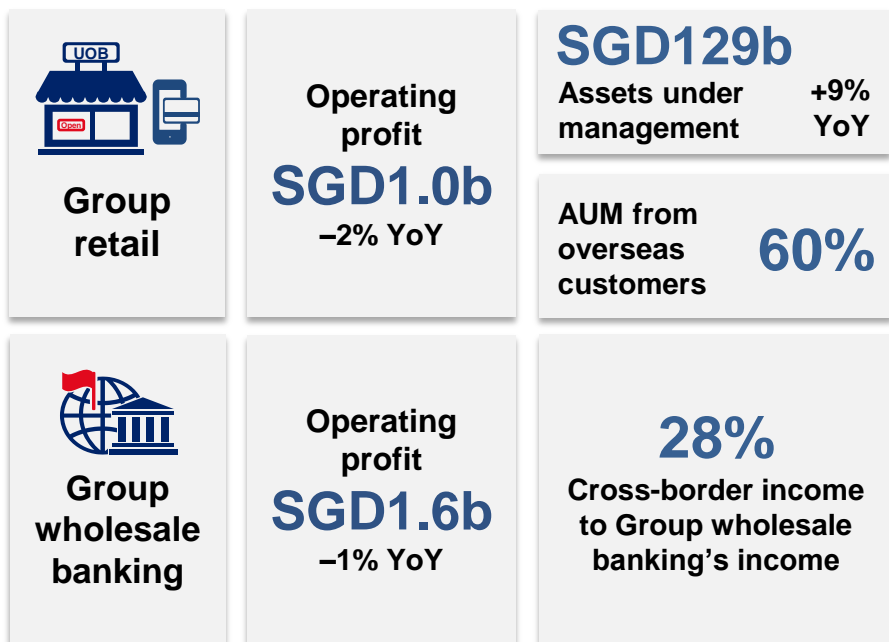 UOB
Open
Group
retail
Operating
profit
SGD1.0b
–2% YoY
SGD129b
Assets under
management
+9%
YoY
AUM from
overseas
customers
60%
Group
wholesale
banking
Operating
profit
SGD1.6b
–1% YoY
28%
Cross-border income
to Group wholesale
banking’s income